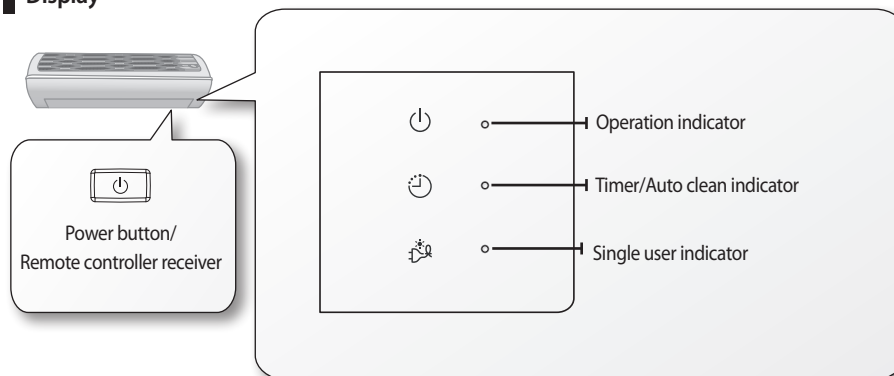 Display
Operation indicator
Timer/Auto clean indicator
Single user indicator
Power button/
Remote controller receiver